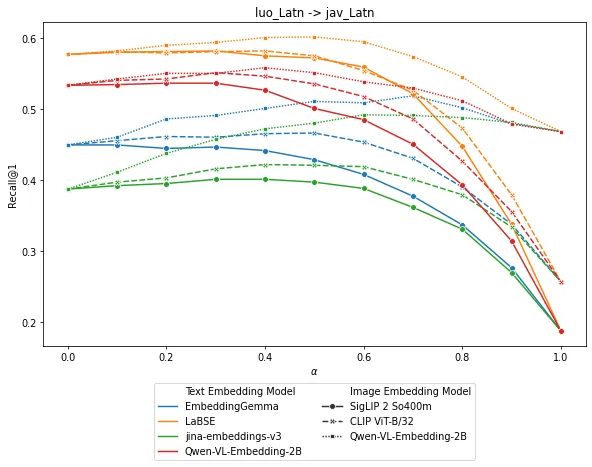 luo_Latn -> jav_Latn
Recall@1
0.6
0.5
0.4
0.3
0.2
0.0
0.2
0.4
0.6
0.8
1.0
α
Text Embedding Model
EmbeddingGemma
LaBSE
jina-embeddings-v3
Qwen-VL-Embedding-2B
Image Embedding Model
SigLIP 2 So400m
CLIP ViT-B/32
Qwen-VL-Embedding-2B